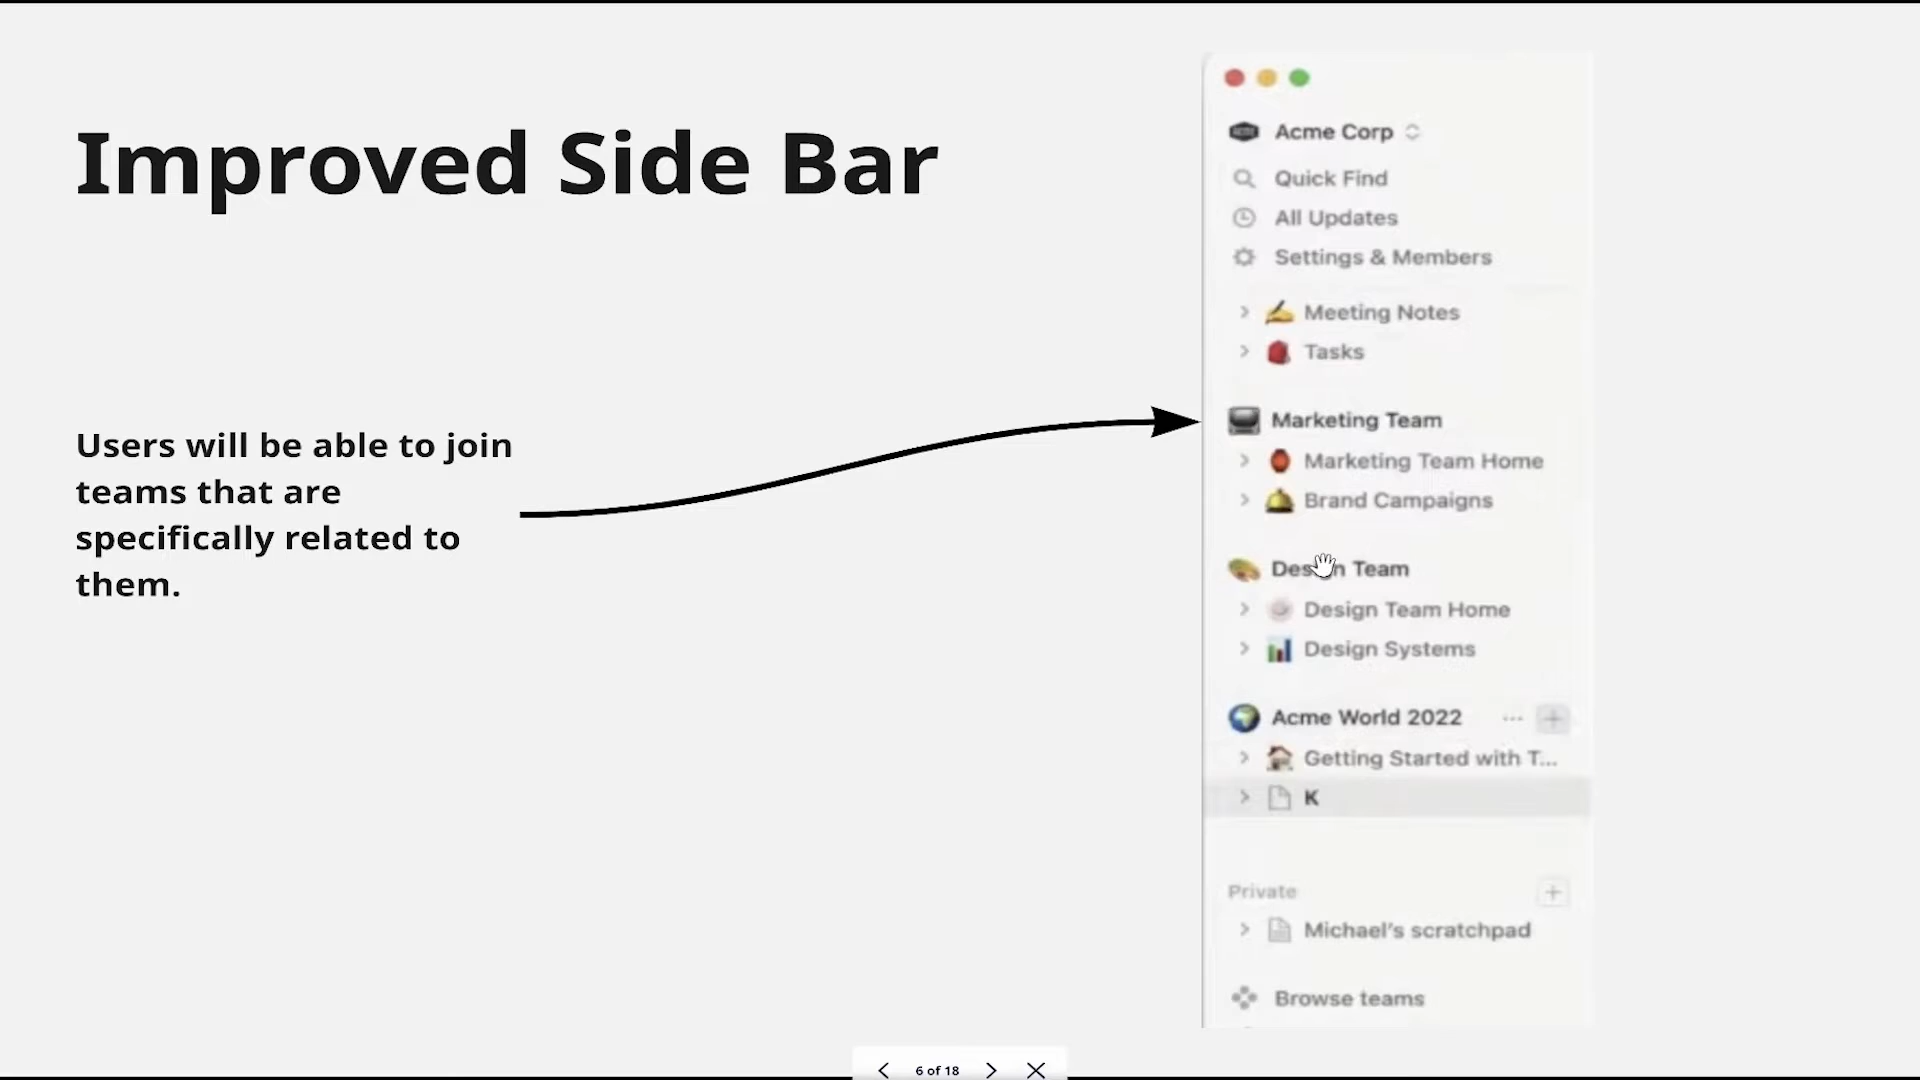 Improved Side Bar
Users will be able to join
teams that are
specifically related to
them.
Acme Corp
Quick Find
All Updates
Settings & Members
Meeting Notes
Tasks
Marketing Team
Marketing Team Home
Brand Campaigns
Design Team
Design Team Home
Design Systems
Acme World 2022
Getting Started with T...
K
Private
Michael's scratchpad
Browse teams
6 of 18